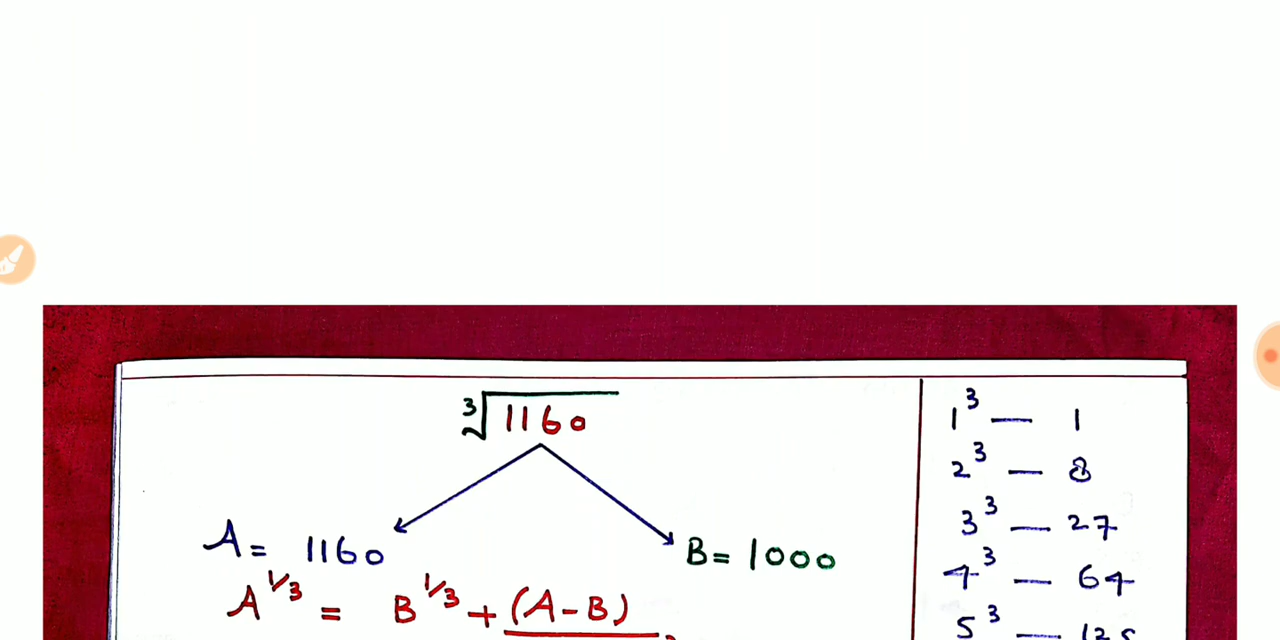 ∛1160
A = 1160
B = 1000
A^1/3 = B^1/3 + (A-B)
1^3 — 1
2^3 — 8
3^3 — 27
4^3 — 64
5^3 — 125